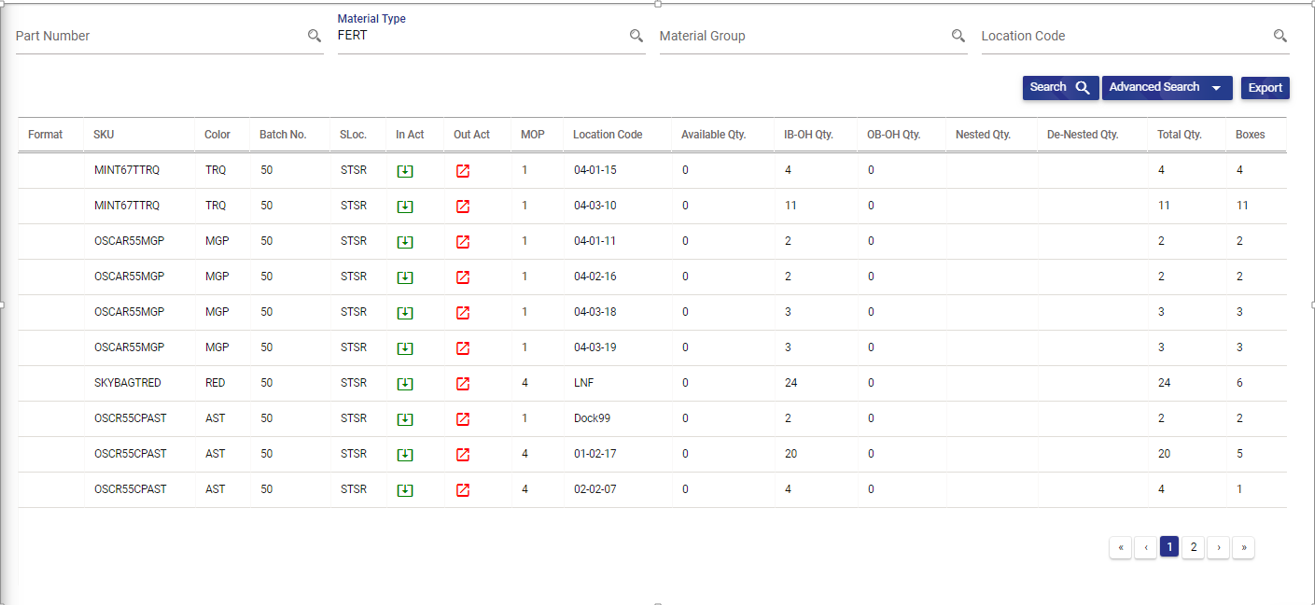 Material Type
Part Number FERT Material Group Location Code
Search Advanced Search Export
Format SKU Color Batch No. SLoc. In Act Out Act MOP Location Code Available Qty. IB-OH Qty. OB-OH Qty. Nested Qty. De-Nested Qty. Total Qty. Boxes
MINT67TTRQ TRQ 50 STSR 1 04-01-15 0 4 0 4 4
MINT67TTRQ TRQ 50 STSR 1 04-03-10 0 11 0 11 11
OSCAR55MGP MGP 50 STSR 1 04-01-11 0 2 0 2 2
OSCAR55MGP MGP 50 STSR 1 04-02-16 0 2 0 2 2
OSCAR55MGP MGP 50 STSR 1 04-03-18 0 3 0 3 3
OSCAR55MGP MGP 50 STSR 1 04-03-19 0 3 0 3 3
SKYBAGTRED RED 50 STSR 4 LNF 0 24 0 24 6
OSCR55CPAST AST 50 STSR 1 Dock99 0 2 0 2 2
OSCR55CPAST AST 50 STSR 4 01-02-17 0 20 0 20 5
OSCR55CPAST AST 50 STSR 4 02-02-07 0 4 0 4 1
« ‹ 1 2 › »